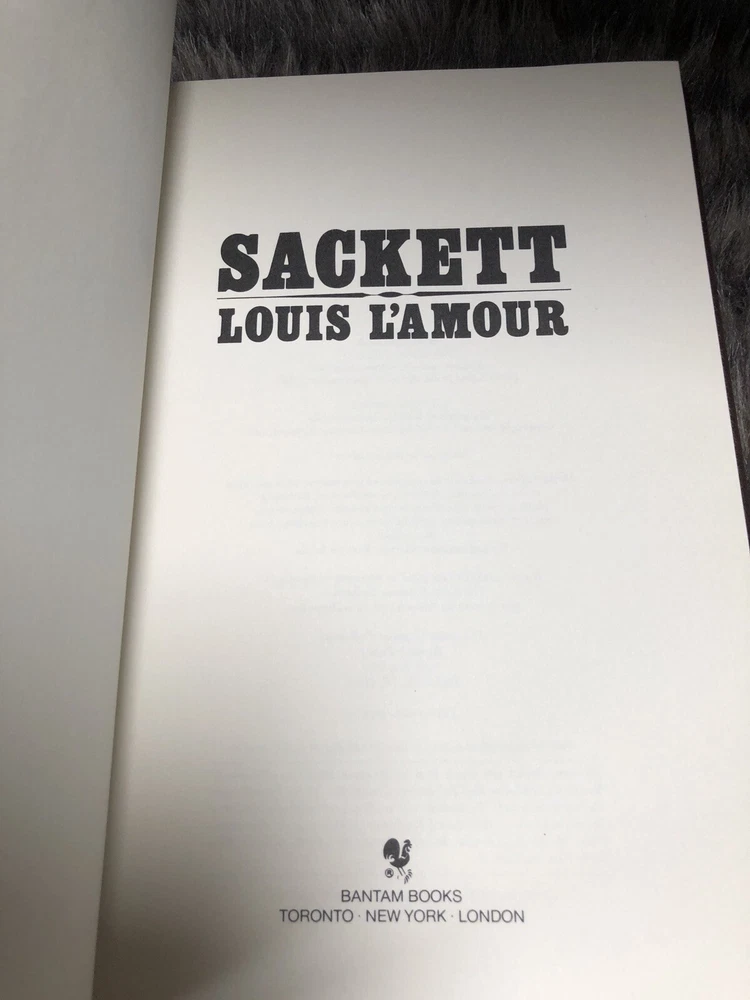 SACKETT
LOUIS L'AMOUR
®
BANTAM BOOKS
TORONTO · NEW YORK · LONDON